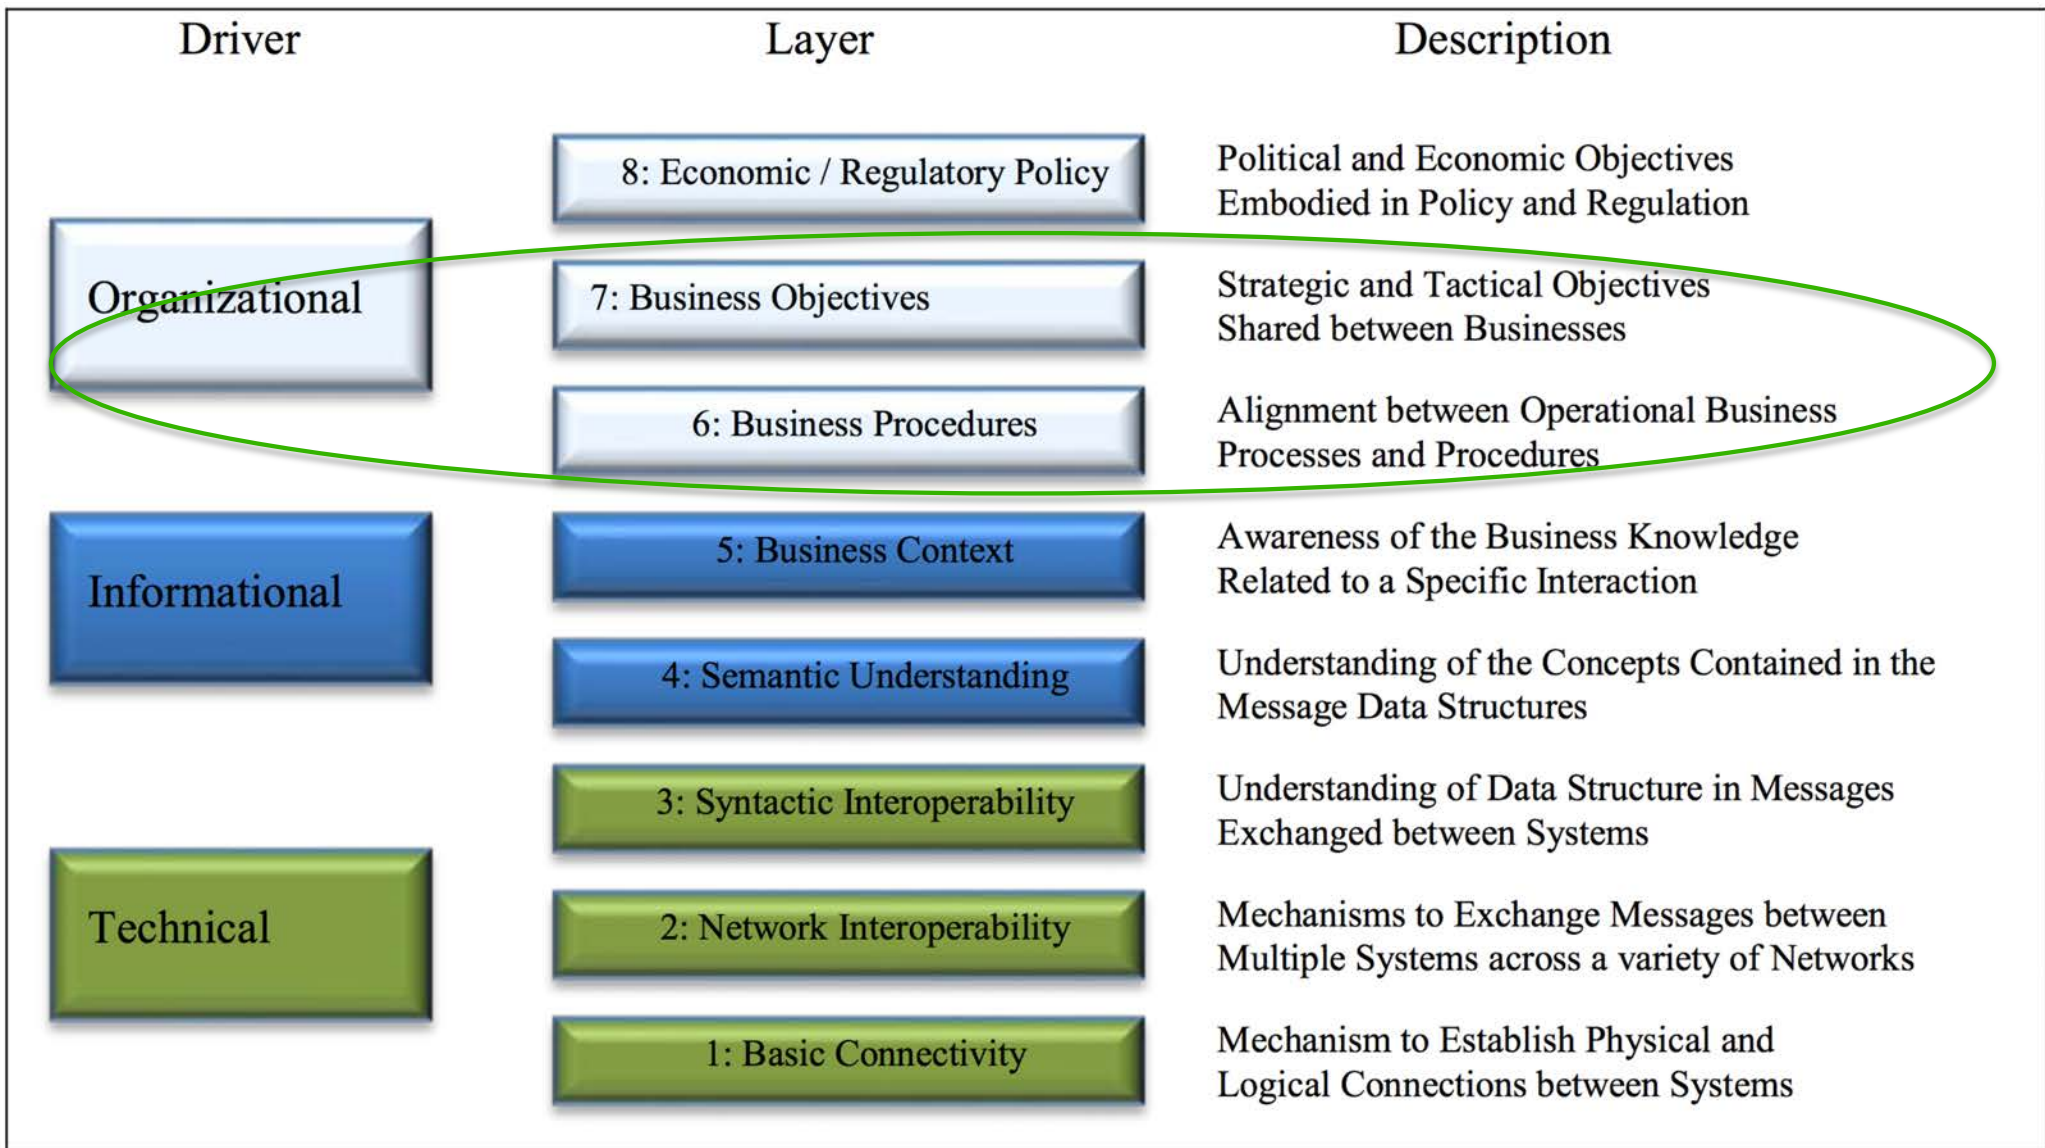 Driver
Layer
Description
8: Economic / Regulatory Policy
Political and Economic Objectives
Embodied in Policy and Regulation
Organizational
7: Business Objectives
Strategic and Tactical Objectives
Shared between Businesses
6: Business Procedures
Alignment between Operational Business
Processes and Procedures
Informational
5: Business Context
Awareness of the Business Knowledge
Related to a Specific Interaction
4: Semantic Understanding
Understanding of the Concepts Contained in the
Message Data Structures
3: Syntactic Interoperability
Understanding of Data Structure in Messages
Exchanged between Systems
Technical
2: Network Interoperability
Mechanisms to Exchange Messages between
Multiple Systems across a variety of Networks
1: Basic Connectivity
Mechanism to Establish Physical and
Logical Connections between Systems